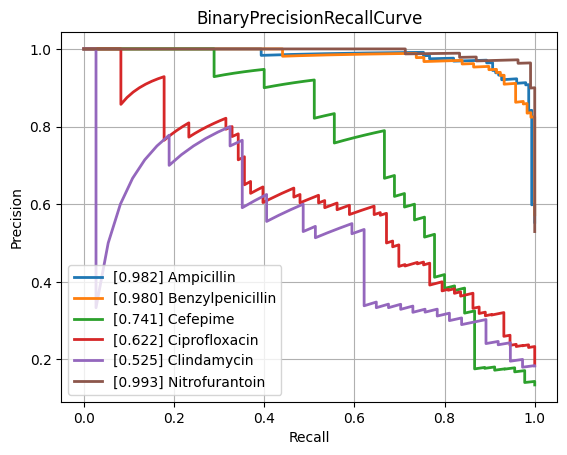 BinaryPrecisionRecallCurve
1.0
0.8
0.6
0.4
0.2
Precision
[0.982] Ampicillin
[0.980] Benzylpenicillin
[0.741] Cefepime
[0.622] Ciprofloxacin
[0.525] Clindamycin
[0.993] Nitrofurantoin
0.0 0.2 0.4 0.6 0.8 1.0
Recall